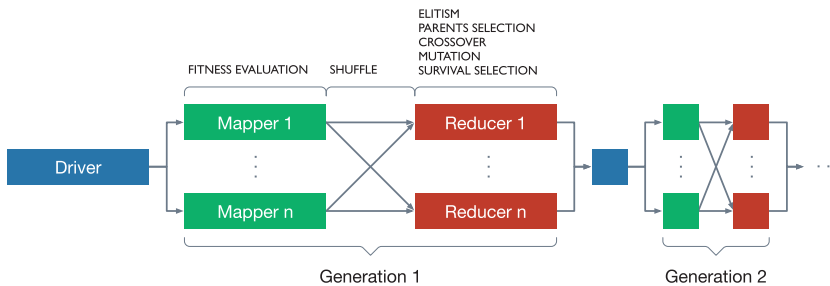 ELITISM
PARENTS SELECTION
CROSSOVER
MUTATION
SURVIVAL SELECTION
FITNESS EVALUATION
SHUFFLE
Mapper 1
Reducer 1
Driver
Mapper n
Reducer n
Generation 1
Generation 2